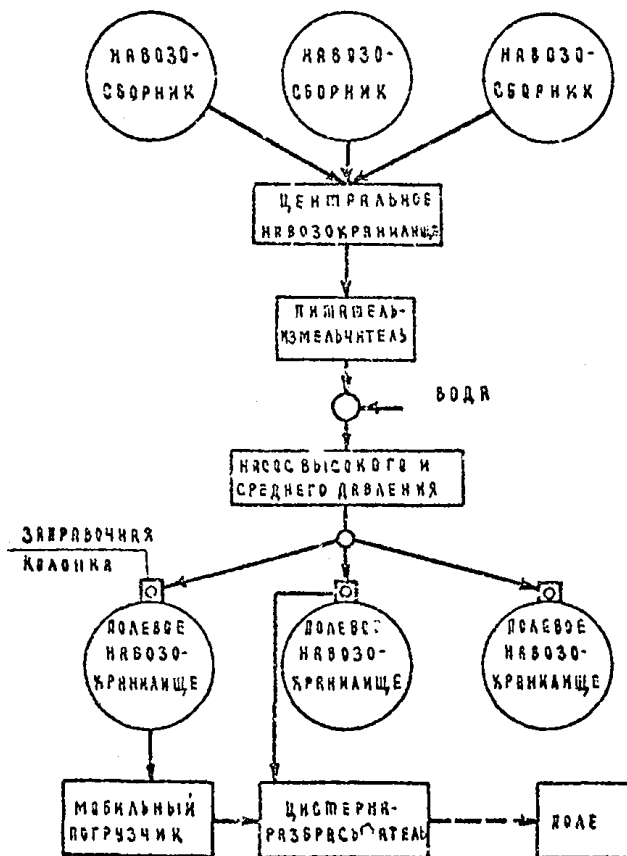 НАВОЗО-
СБОРНИК
НАВОЗО-
СБОРНИК
НАВОЗО-
СБОРНИК
ЦЕНТРАЛЬНОЕ
НАВОЗОХРАНИЛИЩЕ
ПИТАТЕЛЬ-
ИЗМЕЛЬЧИТЕЛЬ
ВОДА
НАСОС ВЫСОКОГО И
СРЕДНЕГО ДАВЛЕНИЯ
ЗАПРАВОЧНАЯ
КОЛОНКА
ПОЛЕВОЕ
НАВОЗО-
ХРАНИЛИЩЕ
ПОЛЕВОЕ
НАВОЗО-
ХРАНИЛИЩЕ
ПОЛЕВОЕ
НАВОЗО-
ХРАНИЛИЩЕ
МОБИЛЬНЫЙ
ПОГРУЗЧИК
ЦИСТЕРНА-
РАЗБРАСЫВАТЕЛЬ
ПОЛЕ